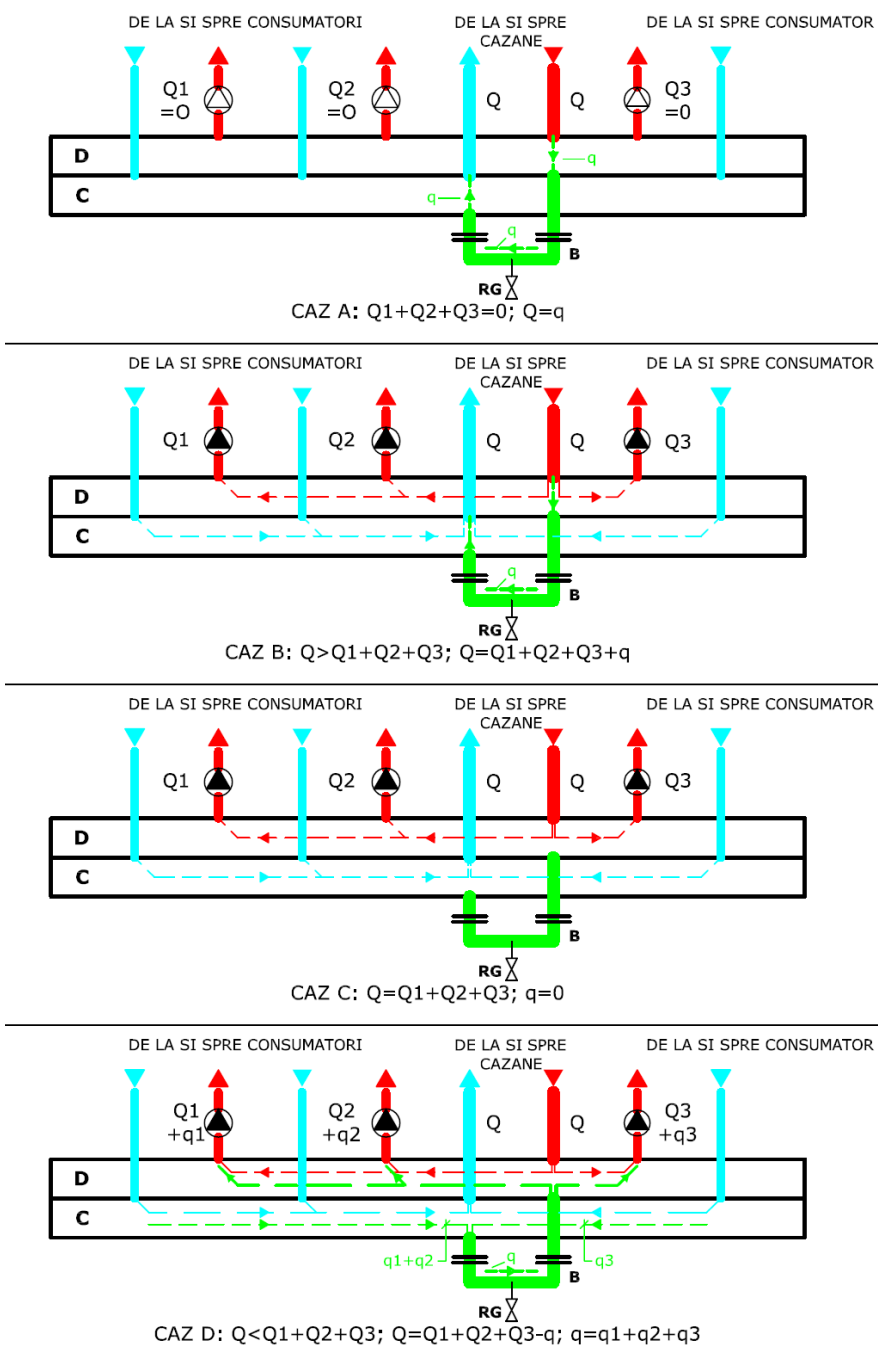 DE LA SI SPRE CONSUMATORI
DE LA SI SPRE
CAZANE
DE LA SI SPRE CONSUMATOR
Q1
=O
Q2
=O
Q
Q
Q3
=0
D
q
C
q
q
B
RG
CAZ A: Q1+Q2+Q3=0; Q=q
DE LA SI SPRE CONSUMATORI
DE LA SI SPRE
CAZANE
DE LA SI SPRE CONSUMATOR
Q1
Q2
Q
Q
Q3
D
C
q
B
RG
CAZ B: Q>Q1+Q2+Q3; Q=Q1+Q2+Q3+q
DE LA SI SPRE CONSUMATORI
DE LA SI SPRE
CAZANE
DE LA SI SPRE CONSUMATOR
Q1
Q2
Q
Q
Q3
D
C
B
RG
CAZ C: Q=Q1+Q2+Q3; q=0
DE LA SI SPRE CONSUMATORI
DE LA SI SPRE
CAZANE
DE LA SI SPRE CONSUMATOR
Q1
+q1
Q2
+q2
Q
Q
Q3
+q3
D
C
q1+q2
q
q3
B
RG
CAZ D: Q<Q1+Q2+Q3; Q=Q1+Q2+Q3-q; q=q1+q2+q3